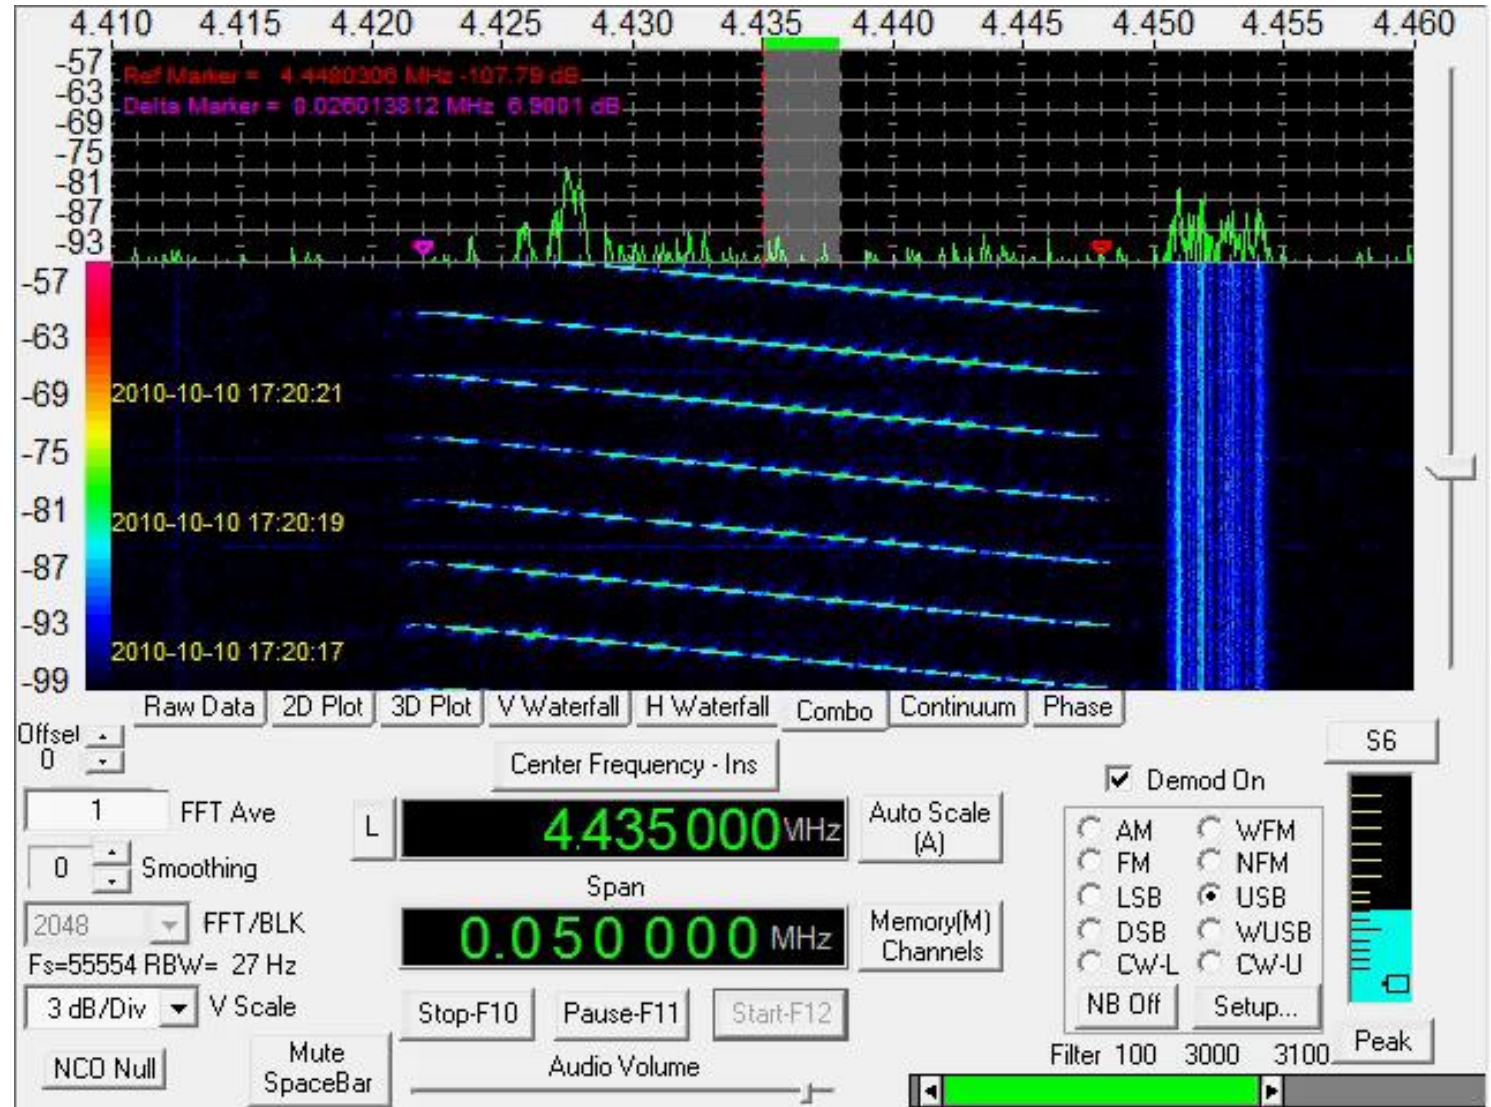 4.410 4.415 4.420 4.425 4.430 4.435 4.440 4.445 4.450 4.455 4.460
-57
-63
-69
-75
-81
-87
-93
Ref Marker = 4.4480306 MHz -107.79 dB
Delta Marker = 0.026013812 MHz 6.9001 dB
-57
-63
-69
-75
-81
-87
-93
-99
2010-10-10 17:20:21
2010-10-10 17:20:19
2010-10-10 17:20:17
Raw Data 2D Plot 3D Plot V Waterfall H Waterfall Combo Continuum Phase
Offset
0
1 FFT Ave
0 Smoothing
2048 FFT/BLK
Fs=55554 RBW= 27 Hz
3 dB/Div V Scale
NCO Null
Mute
SpaceBar
Center Frequency - Ins
L 4.435 000 MHz
Auto Scale
(A)
Span
0.050 000 MHz
Memory(M)
Channels
Stop-F10 Pause-F11 Start-F12
Audio Volume
Demod On
AM WFM
FM NFM
LSB USB
DSB WUSB
CW-L CW-U
NB Off Setup...
Filter 100 3000 3100
S6
Peak